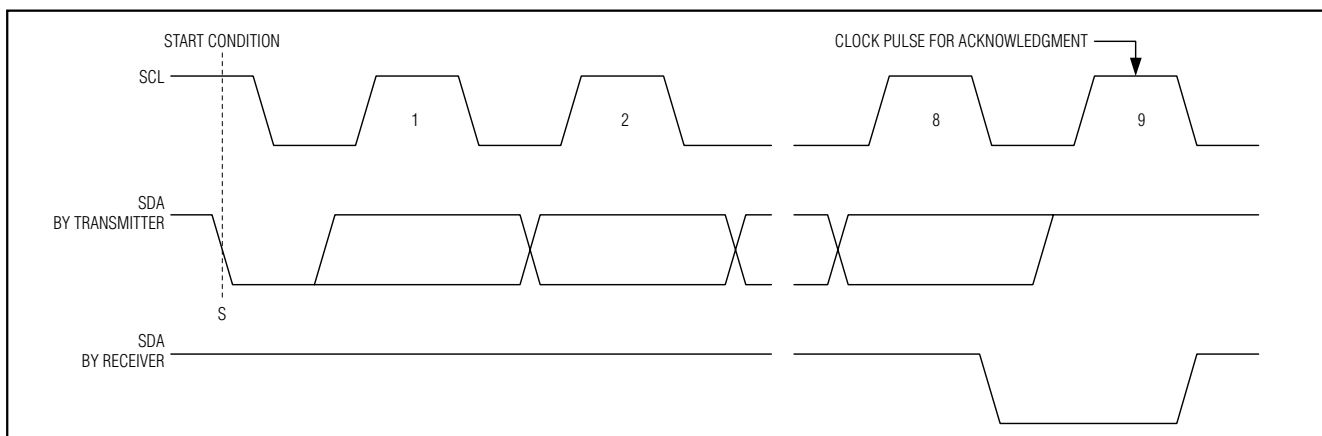 START CONDITION
CLOCK PULSE FOR ACKNOWLEDGMENT
SCL
1
2
8
9
SDA
BY TRANSMITTER
S
SDA
BY RECEIVER